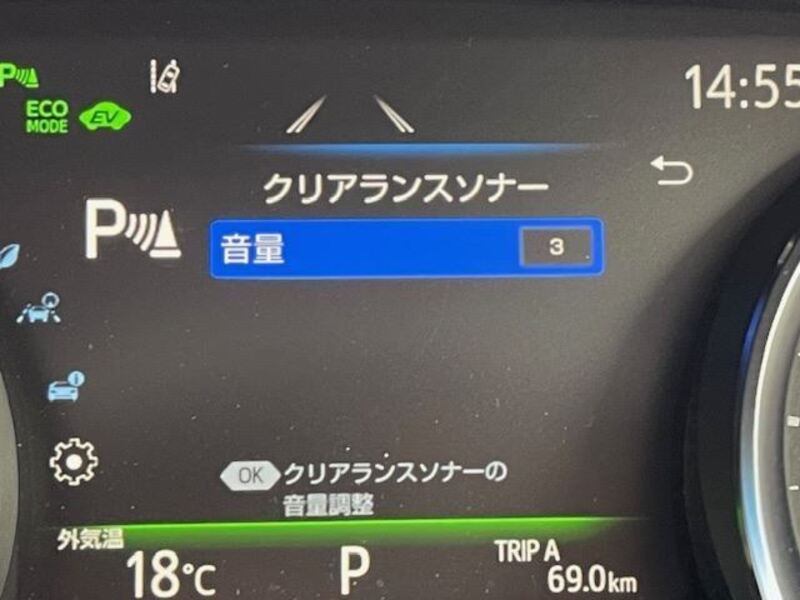 P
14:55
ECO
MODE
EV
クリアランスソナー
P
音量 3
OK クリアランスソナーの
音量調整
外気温
18℃
P
TRIP A
69.0km